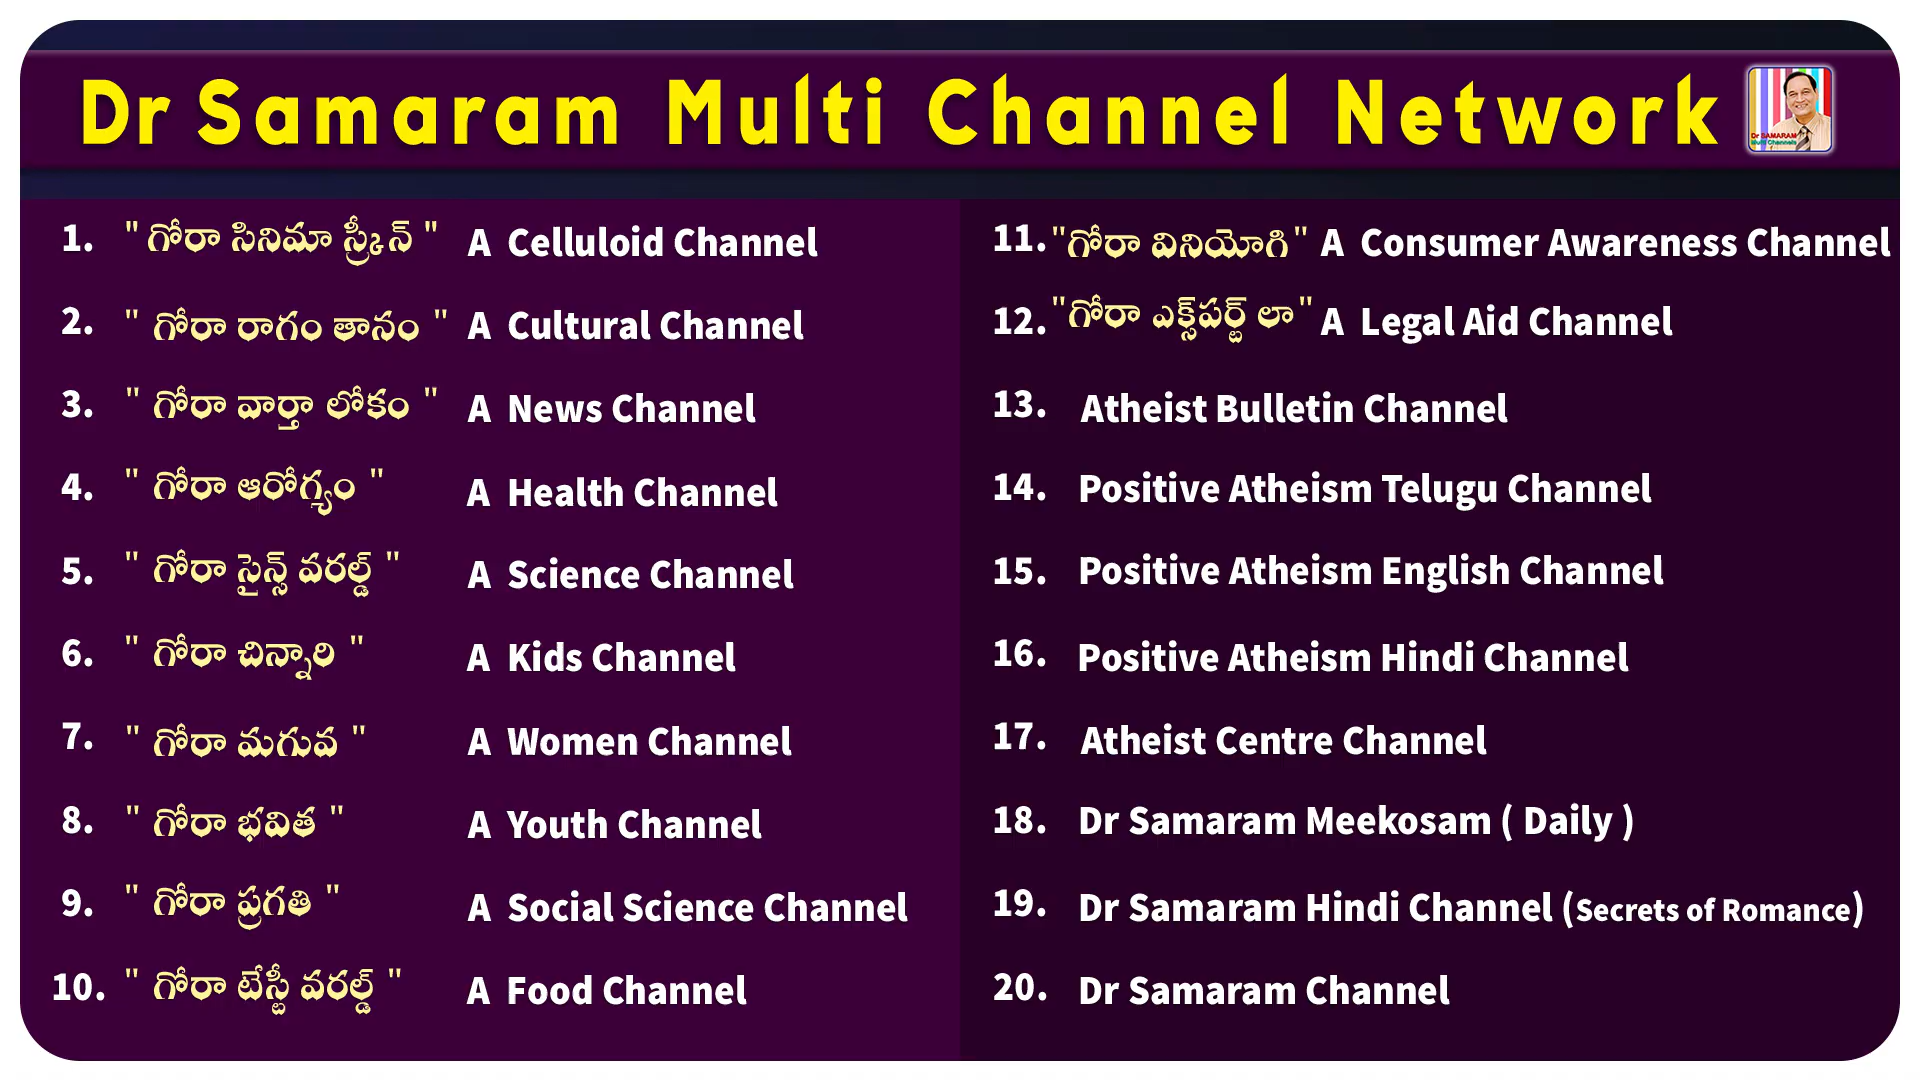 Dr Samaram Multi Channel Network
Dr SAMARAM
Multi Channels
1. " గోరా సినిమా స్క్రీన్ " A Celluloid Channel
2. " గోరా రాగం తానం " A Cultural Channel
3. " గోరా వార్తా లోకం " A News Channel
4. " గోరా ఆరోగ్యం " A Health Channel
5. " గోరా సైన్స్ వరల్డ్ " A Science Channel
6. " గోరా చిన్నారి " A Kids Channel
7. " గోరా మగువ " A Women Channel
8. " గోరా భవిత " A Youth Channel
9. " గోరా ప్రగతి " A Social Science Channel
10. " గోరా టేస్టీ వరల్డ్ " A Food Channel
11. "గోరా వినియోగి" A Consumer Awareness Channel
12. "గోరా ఎక్స్‌పర్ట్ లా" A Legal Aid Channel
13. Atheist Bulletin Channel
14. Positive Atheism Telugu Channel
15. Positive Atheism English Channel
16. Positive Atheism Hindi Channel
17. Atheist Centre Channel
18. Dr Samaram Meekosam ( Daily )
19. Dr Samaram Hindi Channel (Secrets of Romance)
20. Dr Samaram Channel